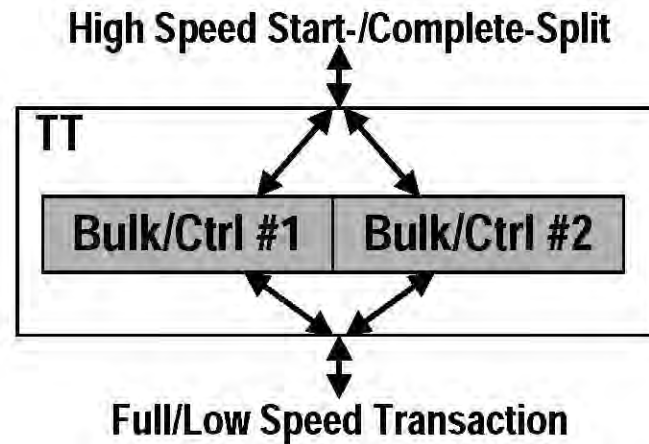 High Speed Start-/Complete-Split
TT
Bulk/Ctrl #1 Bulk/Ctrl #2
Full/Low Speed Transaction